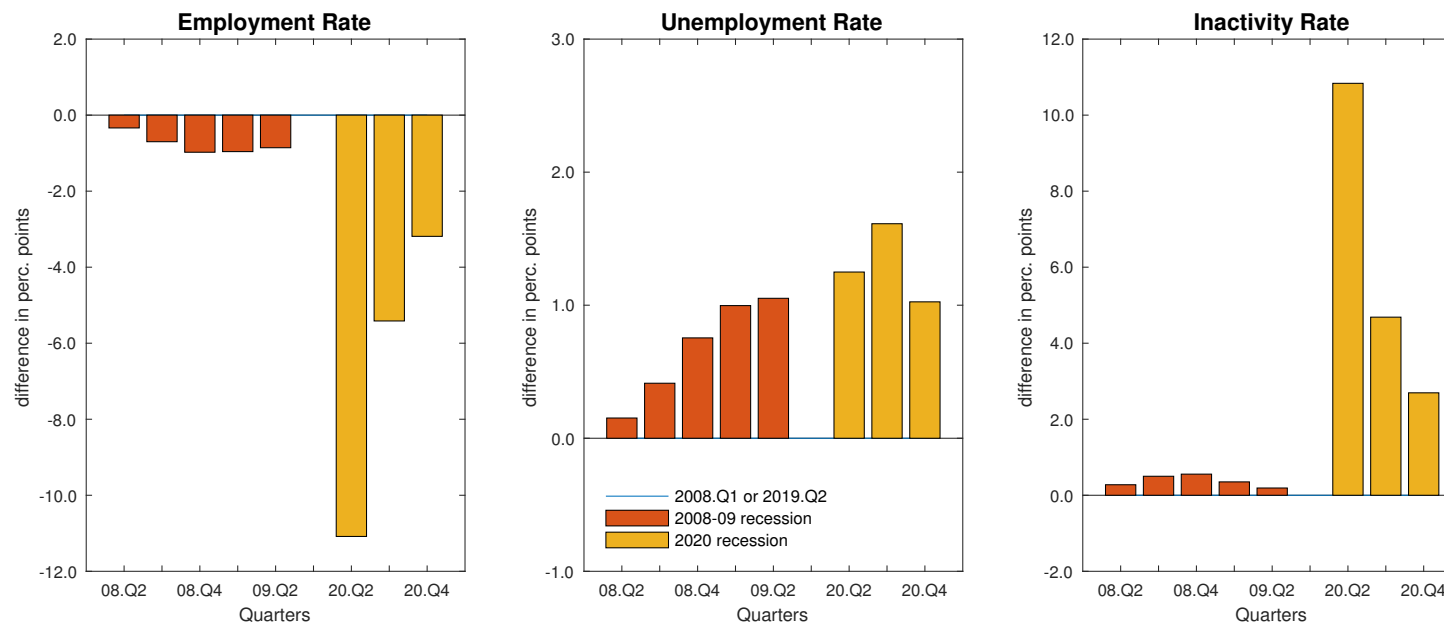 Employment Rate
2.0
0.0
-2.0
-4.0
-6.0
-8.0
-10.0
-12.0
difference in perc. points
08.Q2 08.Q4 09.Q2 20.Q2 20.Q4
Quarters
Unemployment Rate
3.0
2.0
1.0
0.0
-1.0
difference in perc. points
2008.Q1 or 2019.Q2
2008-09 recession
2020 recession
08.Q2 08.Q4 09.Q2 20.Q2 20.Q4
Quarters
Inactivity Rate
12.0
10.0
8.0
6.0
4.0
2.0
0.0
-2.0
difference in perc. points
08.Q2 08.Q4 09.Q2 20.Q2 20.Q4
Quarters